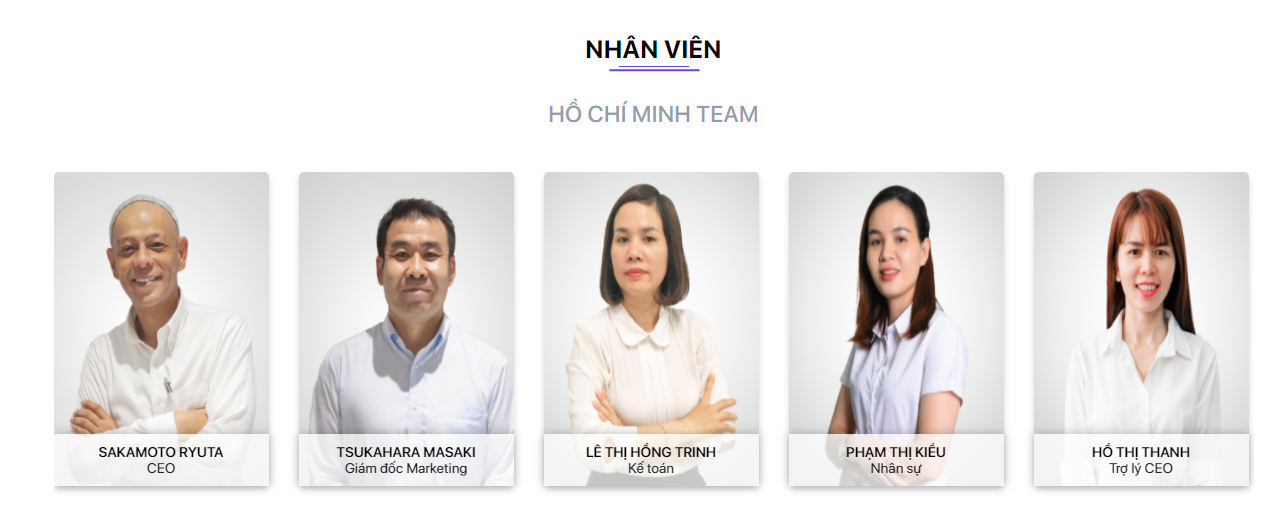 NHÂN VIÊN
HỒ CHÍ MINH TEAM
SAKAMOTO RYUTA
CEO
TSUKAHARA MASAKI
Giám đốc Marketing
LÊ THỊ HỒNG TRINH
Kế toán
PHẠM THỊ KIỀU
Nhân sự
HỒ THỊ THANH
Trợ lý CEO